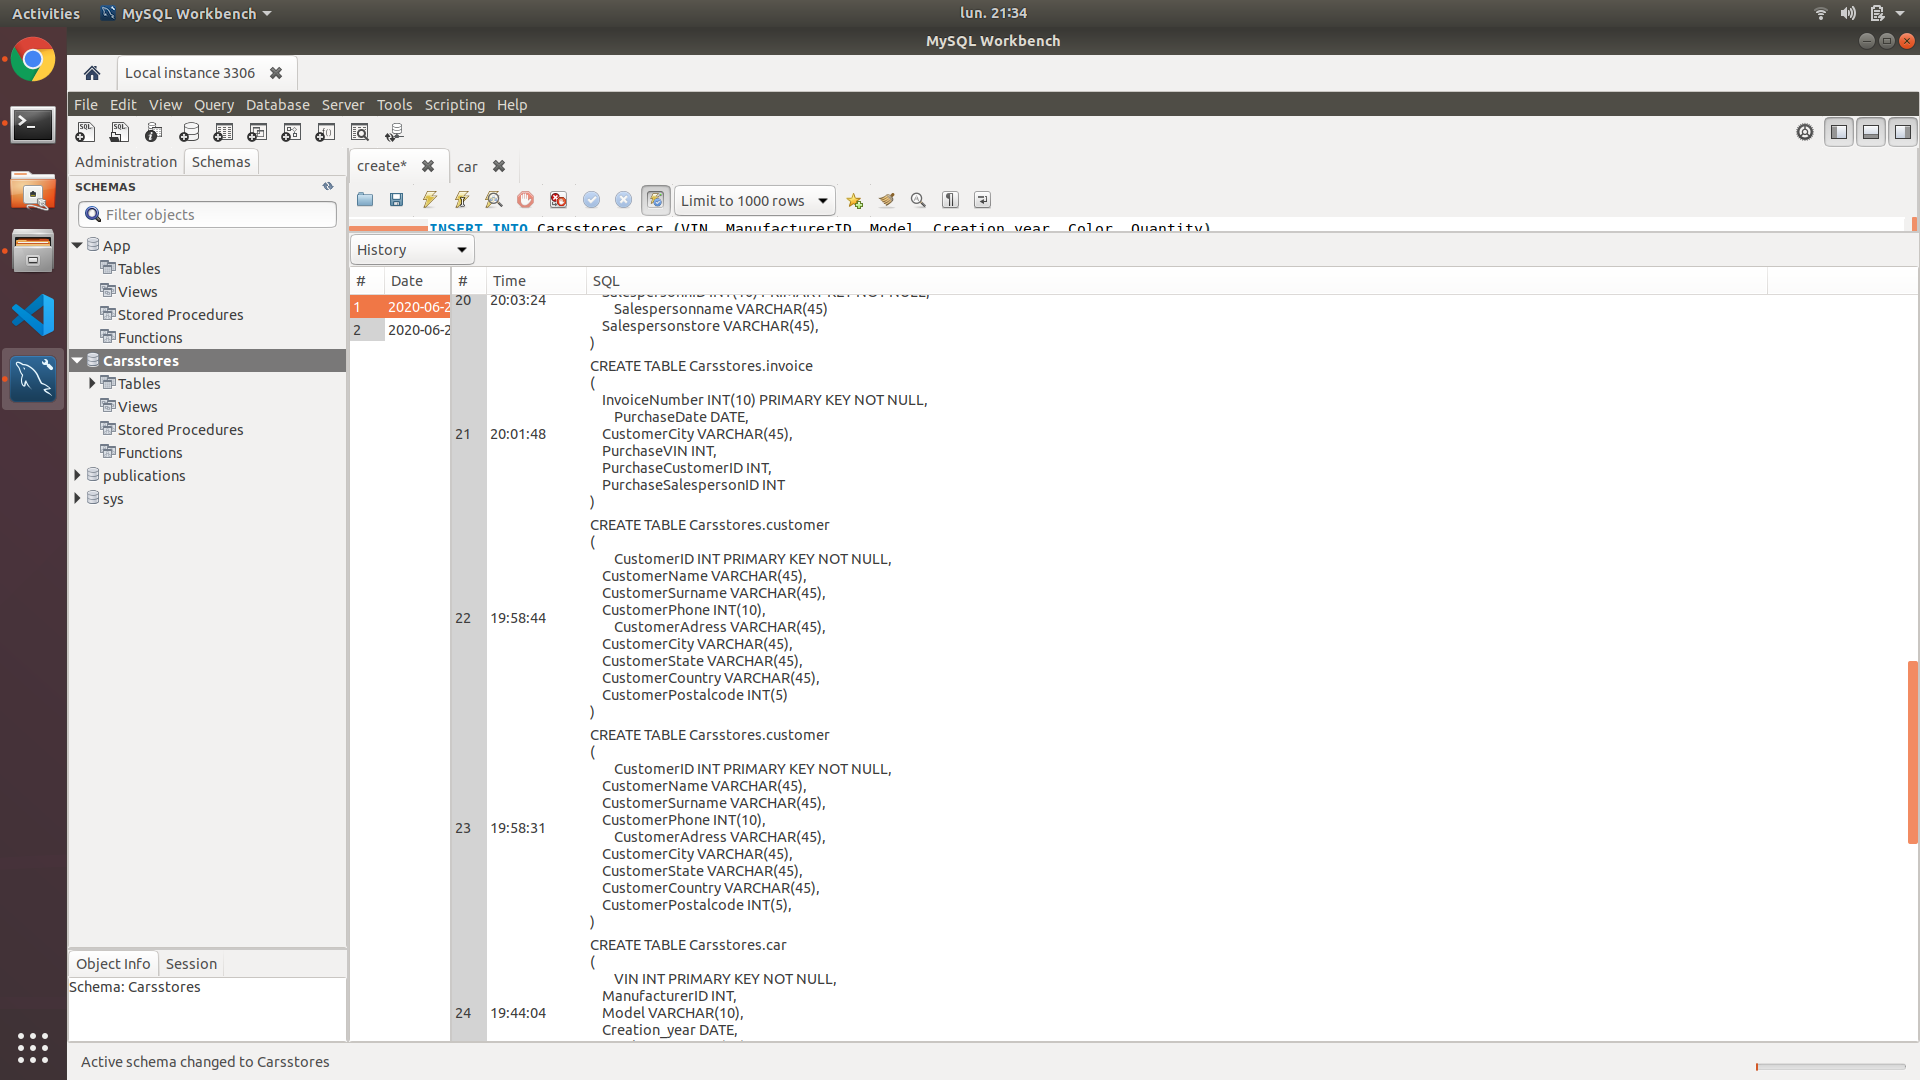 Activities
MySQL Workbench
lun. 21:34
MySQL Workbench
Local instance 3306
File Edit View Query Database Server Tools Scripting Help
Administration
Schemas
create*
car
SCHEMAS
Filter objects
Limit to 1000 rows
INSERT INTO Carsstores.car (VIN, ManufacturerID, Model, Creation_year, Color, Quantity)
History
App
Tables
Views
Stored Procedures
Functions
Carsstores
Tables
Views
Stored Procedures
Functions
publications
sys
# Date
1 2020-06-2
2 2020-06-2
# Time SQL
20 20:03:24
SalespersonnID INT(10) PRIMARY KEY NOT NULL,
Salespersonname VARCHAR(45)
Salespersonstore VARCHAR(45),
)
21 20:01:48
CREATE TABLE Carsstores.invoice
(
InvoiceNumber INT(10) PRIMARY KEY NOT NULL,
PurchaseDate DATE,
CustomerCity VARCHAR(45),
PurchaseVIN INT,
PurchaseCustomerID INT,
PurchaseSalespersonID INT
)
22 19:58:44
CREATE TABLE Carsstores.customer
(
CustomerID INT PRIMARY KEY NOT NULL,
CustomerName VARCHAR(45),
CustomerSurname VARCHAR(45),
CustomerPhone INT(10),
CustomerAdress VARCHAR(45),
CustomerCity VARCHAR(45),
CustomerState VARCHAR(45),
CustomerCountry VARCHAR(45),
CustomerPostalcode INT(5)
)
23 19:58:31
CREATE TABLE Carsstores.customer
(
CustomerID INT PRIMARY KEY NOT NULL,
CustomerName VARCHAR(45),
CustomerSurname VARCHAR(45),
CustomerPhone INT(10),
CustomerAdress VARCHAR(45),
CustomerCity VARCHAR(45),
CustomerState VARCHAR(45),
CustomerCountry VARCHAR(45),
CustomerPostalcode INT(5),
)
24 19:44:04
CREATE TABLE Carsstores.car
(
VIN INT PRIMARY KEY NOT NULL,
ManufacturerID INT,
Model VARCHAR(10),
Creation_year DATE,
Object Info
Session
Schema: Carsstores
Active schema changed to Carsstores